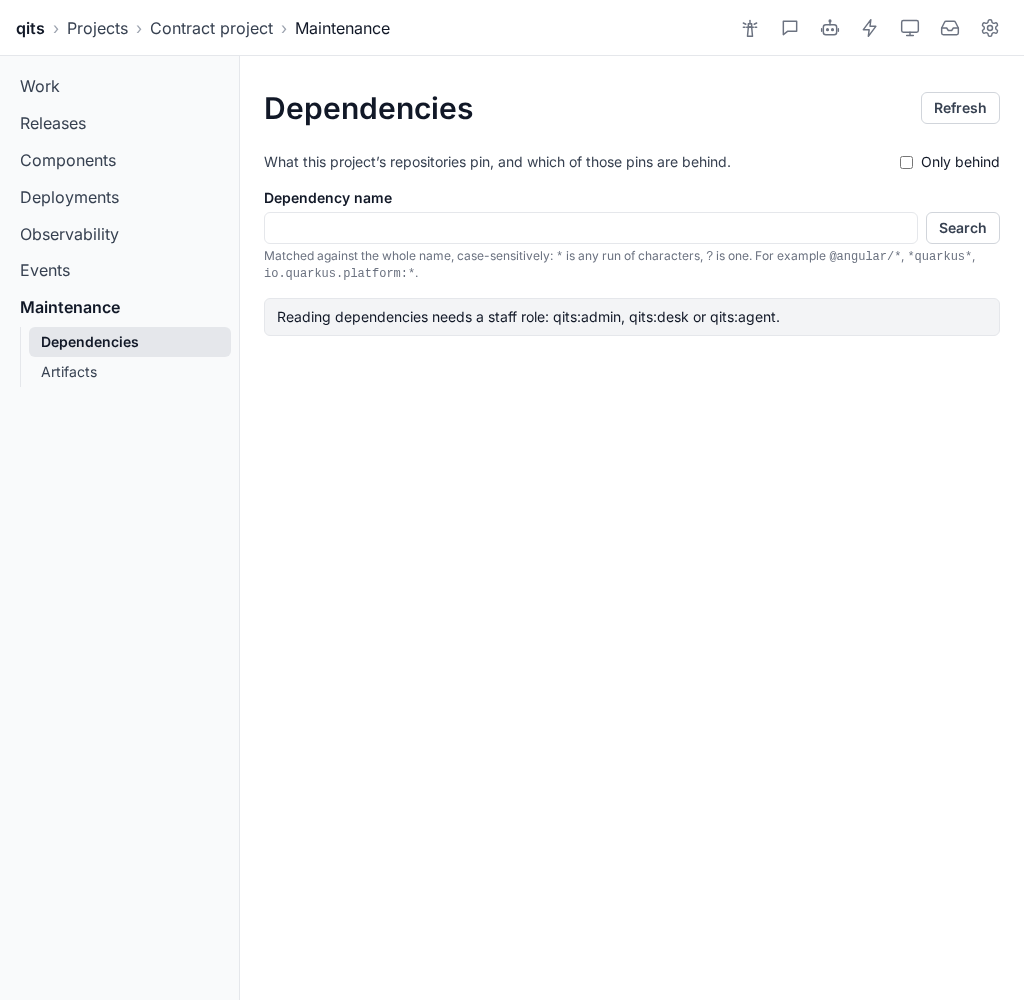 qits › Projects › Contract project › Maintenance
Work
Releases
Components
Deployments
Observability
Events
Maintenance
Dependencies
Artifacts
Dependencies
Refresh
What this project’s repositories pin, and which of those pins are behind.
Only behind
Dependency name
Search
Matched against the whole name, case-sensitively: * is any run of characters, ? is one. For example @angular/*, *quarkus*,
io.quarkus.platform:*.
Reading dependencies needs a staff role: qits:admin, qits:desk or qits:agent.